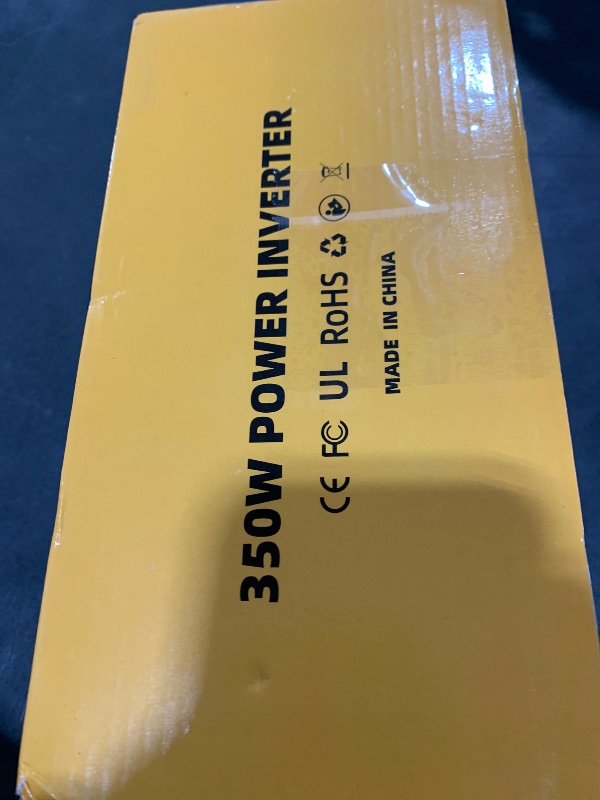 350W POWER INVERTER
CE FC UL RoHS
MADE IN CHINA